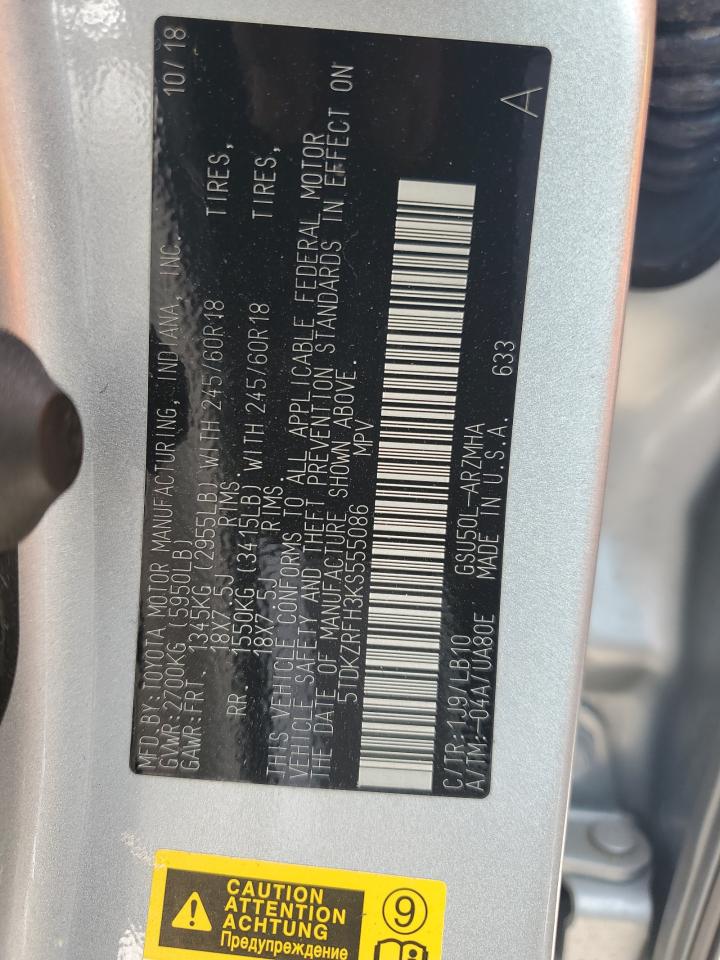 MFD.BY:TOYOTA MOTOR MANUFACTURING, INDIANA, INC. 10/18
GVWR:2700KG (5950LB)
GAWR:FRT. 1345KG (2955LB) WITH 245/60R18 TIRES,
18X7.5J RIMS
RR. 1550KG (3415LB) WITH 245/60R18 TIRES,
18X7.5J RIMS
THIS VEHICLE CONFORMS TO ALL APPLICABLE FEDERAL MOTOR
VEHICLE SAFETY AND THEFT PREVENTION STANDARDS IN EFFECT ON
THE DATE OF MANUFACTURE SHOWN ABOVE.
5TDKZRFH3KS555086 MPV
C/TR:1J9/LB10 GSU50L-ARZMHA
A/TM:-04A/UA80E MADE IN U.S.A. 633
A
CAUTION
ATTENTION
ACHTUNG
Предупреждение
9